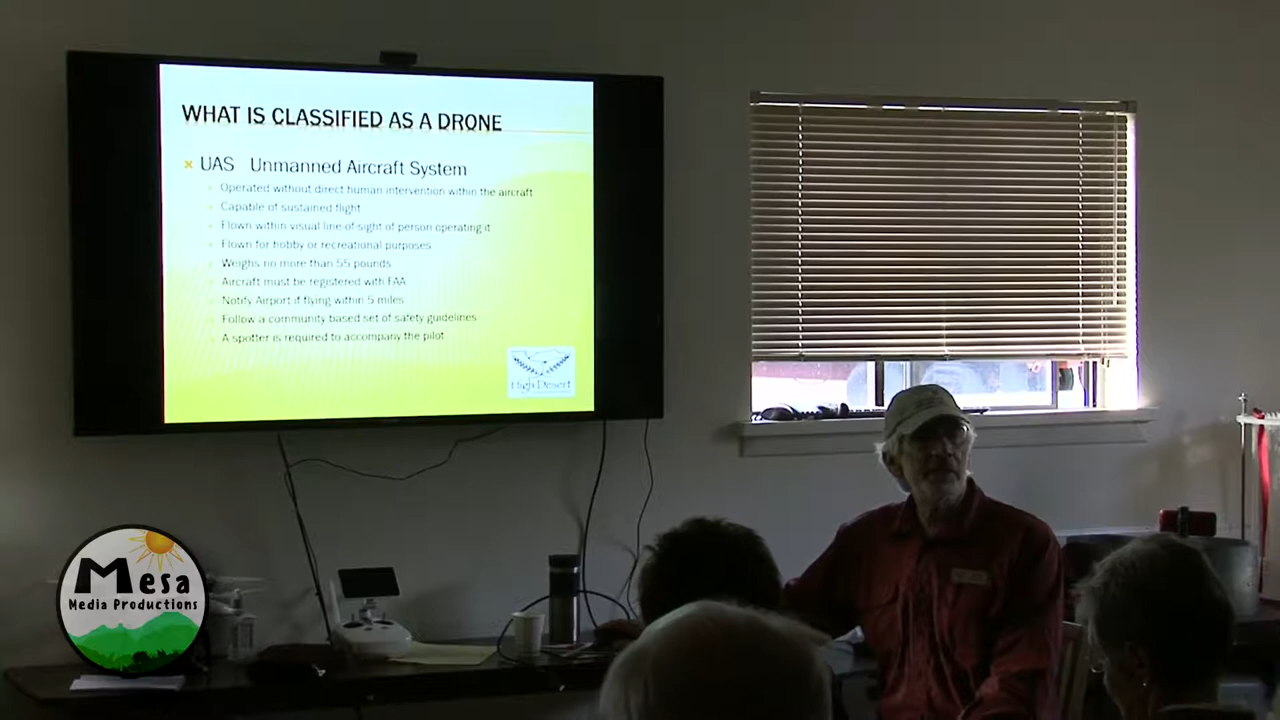 WHAT IS CLASSIFIED AS A DRONE
UAS Unmanned Aircraft System
Operated without direct human intervention within the aircraft
Capable of sustained flight
Flown within visual line-of-sight of person operating it
Flown for hobby or recreational purposes
Weighs no more than 55 pounds
Aircraft must be registered with FAA
Notify Airport if flying within 5 miles
Follow a community based set of safety guidelines
A spotter is required to accompany the pilot
High Desert
Mesa
Media Productions